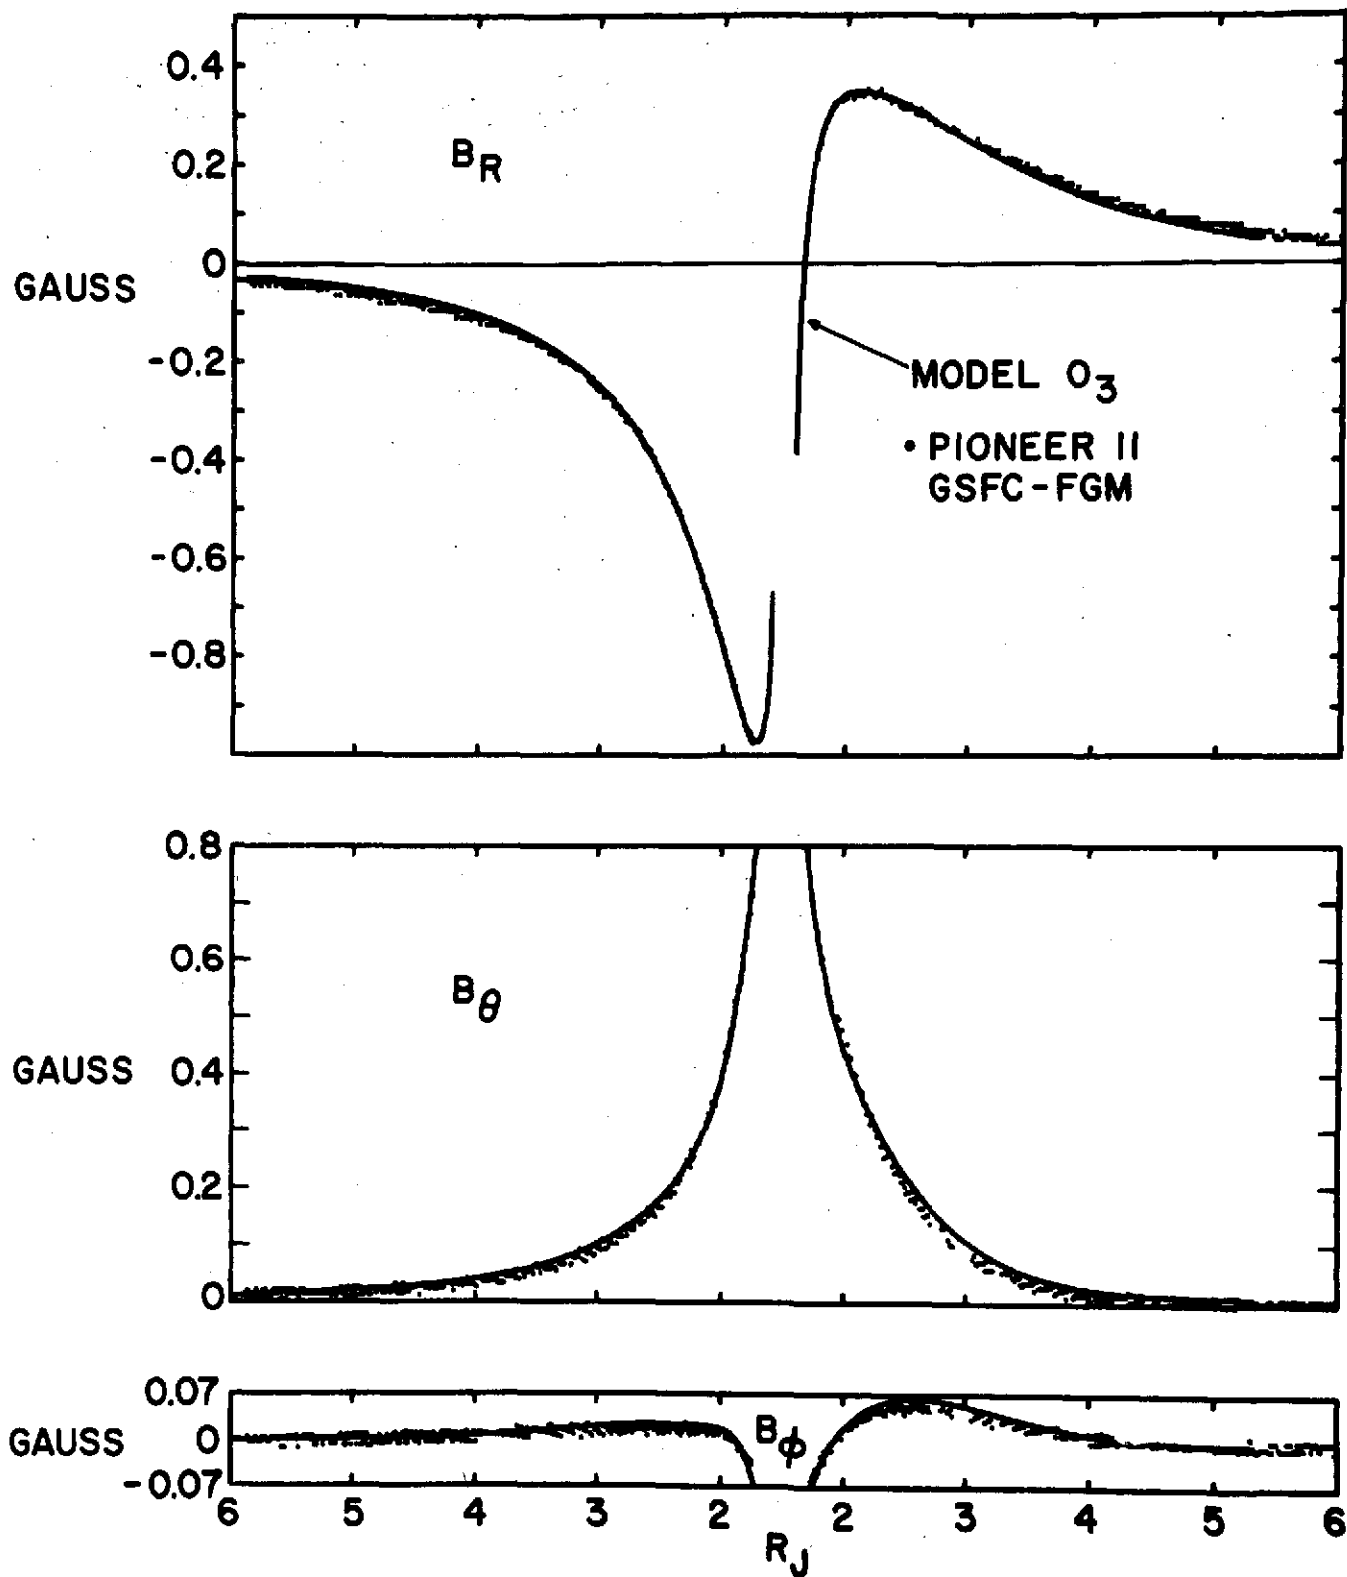 0.4
0.2
0
-0.2
-0.4
-0.6
-0.8
GAUSS
B_R
MODEL O_3
• PIONEER 11
GSFC-FGM
0.8
0.6
0.4
0.2
0
GAUSS
B_θ
0.07
0
-0.07
GAUSS
B_ϕ
6 5 4 3 2 2 3 4 5 6
R_J